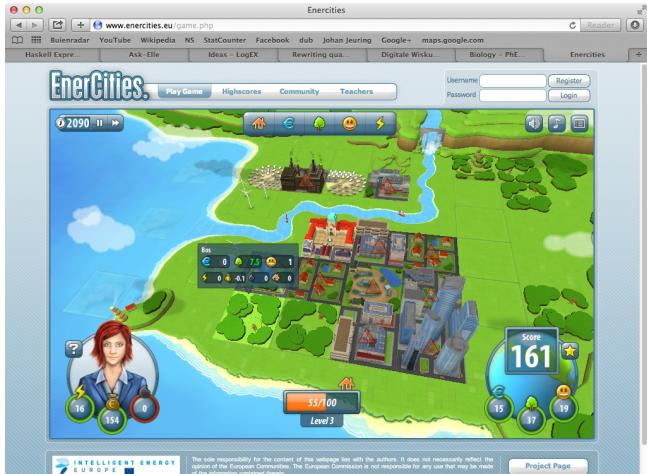 Enercities
www.enercities.eu/game.php
Reader
Buienradar YouTube Wikipedia NS StatCounter Facebook dub Johan Jeuring Google+ maps.google.com
Haskell Expre... Ask-Elle Ideas – LogEX Rewriting qua... Digitale Wisku... Biology – PhE... Enercities
EnerCities.
Play Game Highscores Community Teachers
Username Register
Password Login
2090
Bos
0 7.5 1
0 -0.1 0 0
?
Score
161
16 154 0
55/100
Level 3
15 37 19
INTELLIGENT ENERGY
EUROPE
The sole responsibility for the content of this webpage lies with the authors. It does not necessarily reflect the
opinion of the European Communities. The European Commission is not responsible for any use that may be made
of the information contained therein.
Project Page